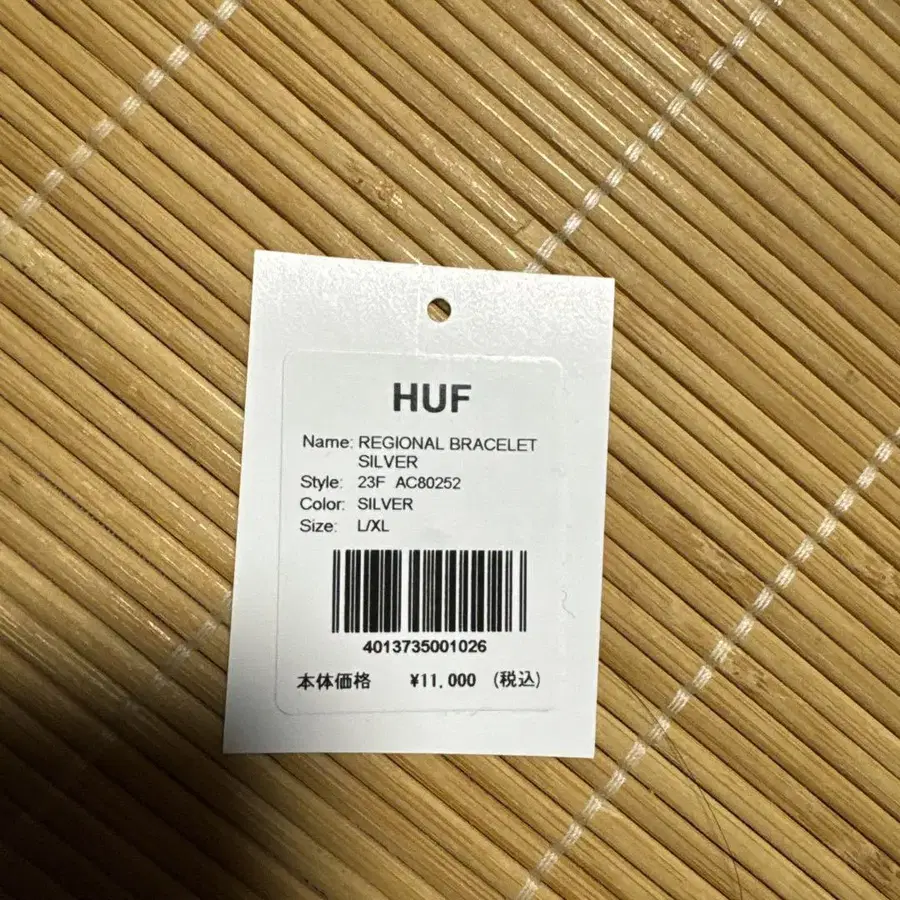 HUF
Name: REGIONAL BRACELET
SILVER
Style: 23F AC80252
Color: SILVER
Size: L/XL
4013735001026
本体価格 ¥11,000 (税込)